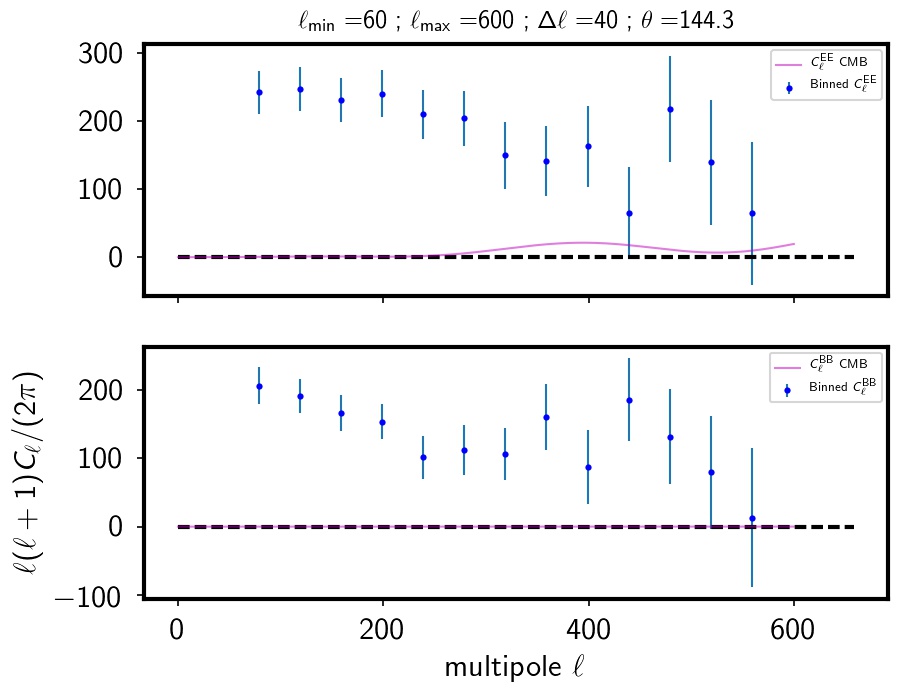 ℓmin =60 ; ℓmax =600 ; Δℓ =40 ; θ =144.3
300
200
100
0
CℓEE CMB
Binned CℓEE
200
100
0
−100
CℓBB CMB
Binned CℓBB
ℓ(ℓ + 1)Cℓ/(2π)
0 200 400 600
multipole ℓ